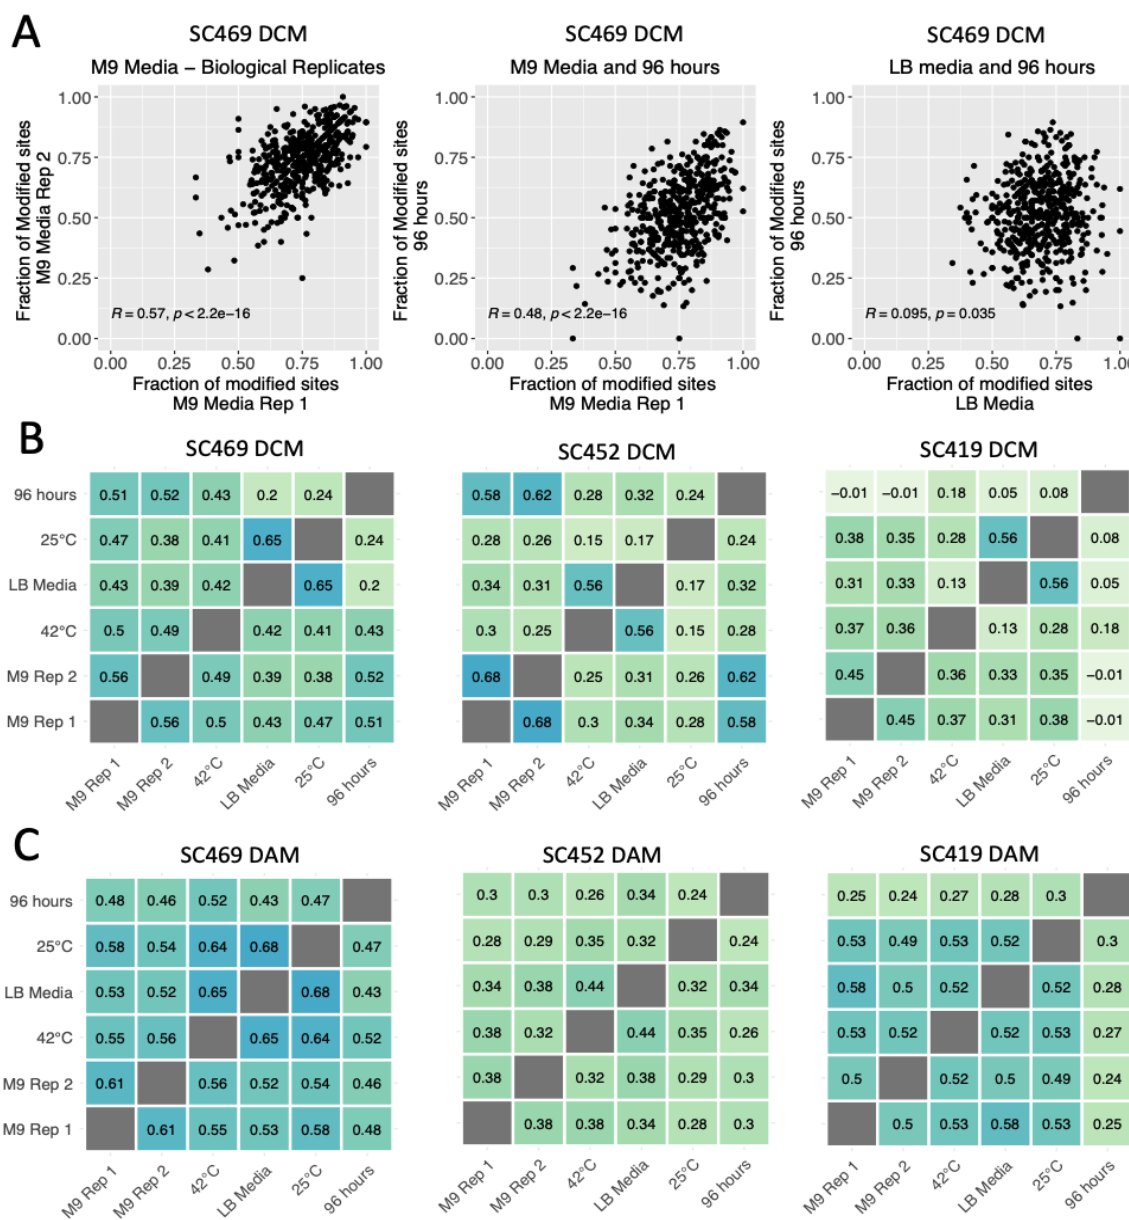 A
SC469 DCM
SC469 DCM
SC469 DCM
M9 Media – Biological Replicates
M9 Media and 96 hours
LB media and 96 hours
Fraction of Modified sites
M9 Media Rep 2
1.00
0.75
0.50
0.25
0.00
R = 0.57, p < 2.2e−16
0.00 0.25 0.50 0.75 1.00
Fraction of modified sites
M9 Media Rep 1
Fraction of Modified sites
96 hours
1.00
0.75
0.50
0.25
0.00
R = 0.48, p < 2.2e−16
0.00 0.25 0.50 0.75 1.00
Fraction of modified sites
M9 Media Rep 1
Fraction of Modified sites
96 hours
1.00
0.75
0.50
0.25
0.00
R = 0.095, p = 0.035
0.00 0.25 0.50 0.75 1.00
Fraction of modified sites
LB Media
B
SC469 DCM
96 hours 0.51 0.52 0.43 0.2 0.24
25°C 0.47 0.38 0.41 0.65 0.24
LB Media 0.43 0.39 0.42 0.65 0.2
42°C 0.5 0.49 0.42 0.41 0.43
M9 Rep 2 0.56 0.49 0.39 0.38 0.52
M9 Rep 1 0.56 0.5 0.43 0.47 0.51
M9 Rep 1 M9 Rep 2 42°C LB Media 25°C 96 hours
SC452 DCM
0.58 0.62 0.28 0.32 0.24
0.28 0.26 0.15 0.17 0.24
0.34 0.31 0.56 0.17 0.32
0.3 0.25 0.56 0.15 0.28
0.68 0.25 0.31 0.26 0.62
0.68 0.3 0.34 0.28 0.58
M9 Rep 1 M9 Rep 2 42°C LB Media 25°C 96 hours
SC419 DCM
−0.01 −0.01 0.18 0.05 0.08
0.38 0.35 0.28 0.56 0.08
0.31 0.33 0.13 0.56 0.05
0.37 0.36 0.13 0.28 0.18
0.45 0.36 0.33 0.35 −0.01
0.45 0.37 0.31 0.38 −0.01
M9 Rep 1 M9 Rep 2 42°C LB Media 25°C 96 hours
C
SC469 DAM
96 hours 0.48 0.46 0.52 0.43 0.47
25°C 0.58 0.54 0.64 0.68 0.47
LB Media 0.53 0.52 0.65 0.68 0.43
42°C 0.55 0.56 0.65 0.64 0.52
M9 Rep 2 0.61 0.56 0.52 0.54 0.46
M9 Rep 1 0.61 0.55 0.53 0.58 0.48
M9 Rep 1 M9 Rep 2 42°C LB Media 25°C 96 hours
SC452 DAM
0.3 0.3 0.26 0.34 0.24
0.28 0.29 0.35 0.32 0.24
0.34 0.38 0.44 0.32 0.34
0.38 0.32 0.44 0.35 0.26
0.38 0.32 0.38 0.29 0.3
0.38 0.38 0.34 0.28 0.3
M9 Rep 1 M9 Rep 2 42°C LB Media 25°C 96 hours
SC419 DAM
0.25 0.24 0.27 0.28 0.3
0.53 0.49 0.53 0.52 0.3
0.58 0.5 0.52 0.52 0.28
0.53 0.52 0.52 0.53 0.27
0.5 0.52 0.5 0.49 0.24
0.5 0.53 0.58 0.53 0.25
M9 Rep 1 M9 Rep 2 42°C LB Media 25°C 96 hours